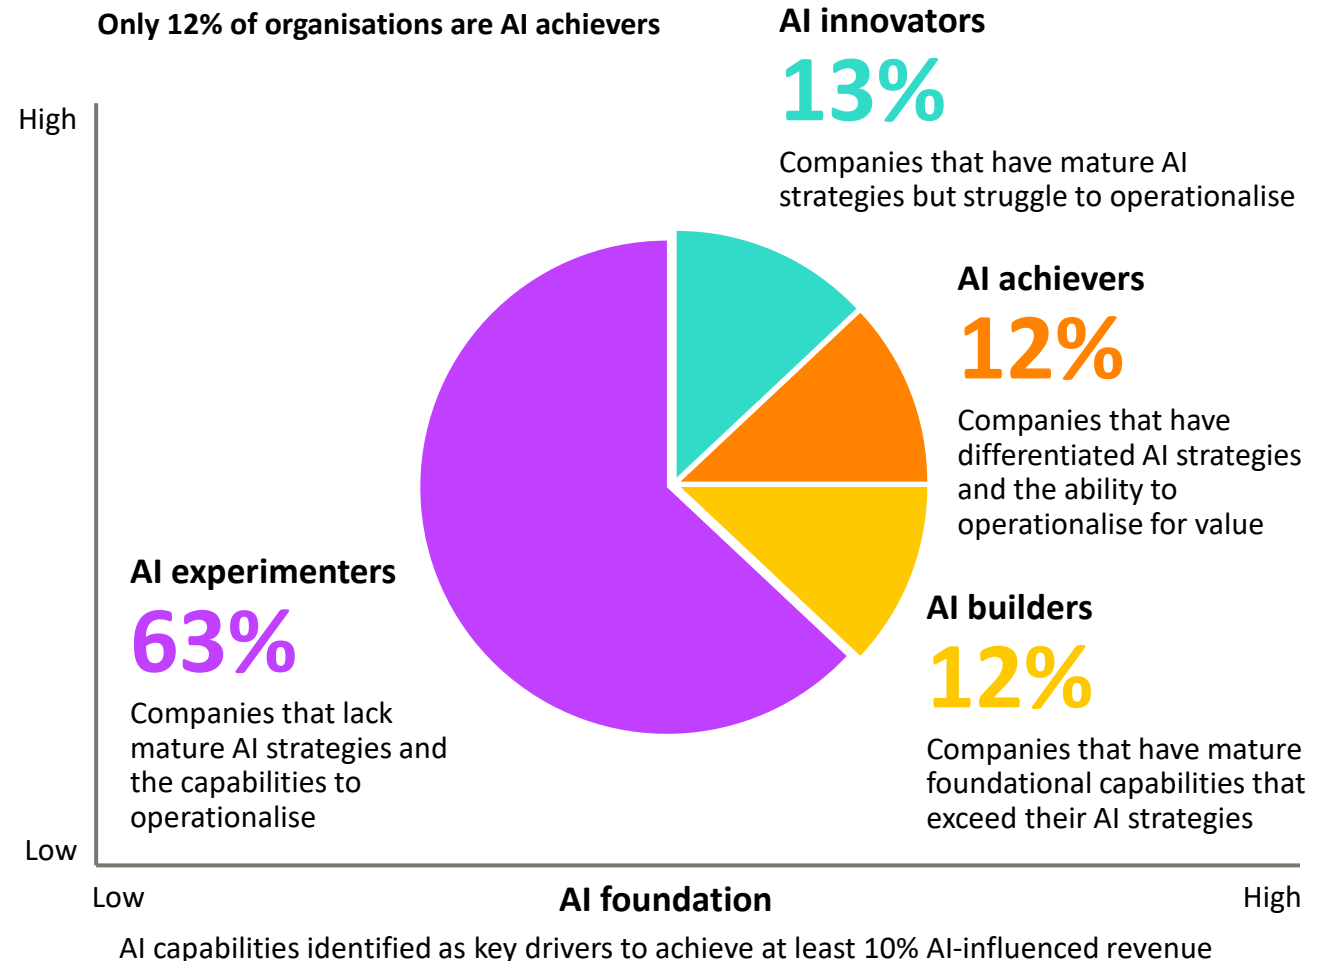 Only 12% of organisations are AI achievers
AI innovators
13%
Companies that have mature AI
strategies but struggle to operationalise
High
AI achievers
12%
Companies that have
differentiated AI strategies
and the ability to
operationalise for value
AI experimenters
63%
Companies that lack
mature AI strategies and
the capabilities to
operationalise
AI builders
12%
Companies that have mature
foundational capabilities that
exceed their AI strategies
Low
Low
AI foundation
High
AI capabilities identified as key drivers to achieve at least 10% AI-influenced revenue